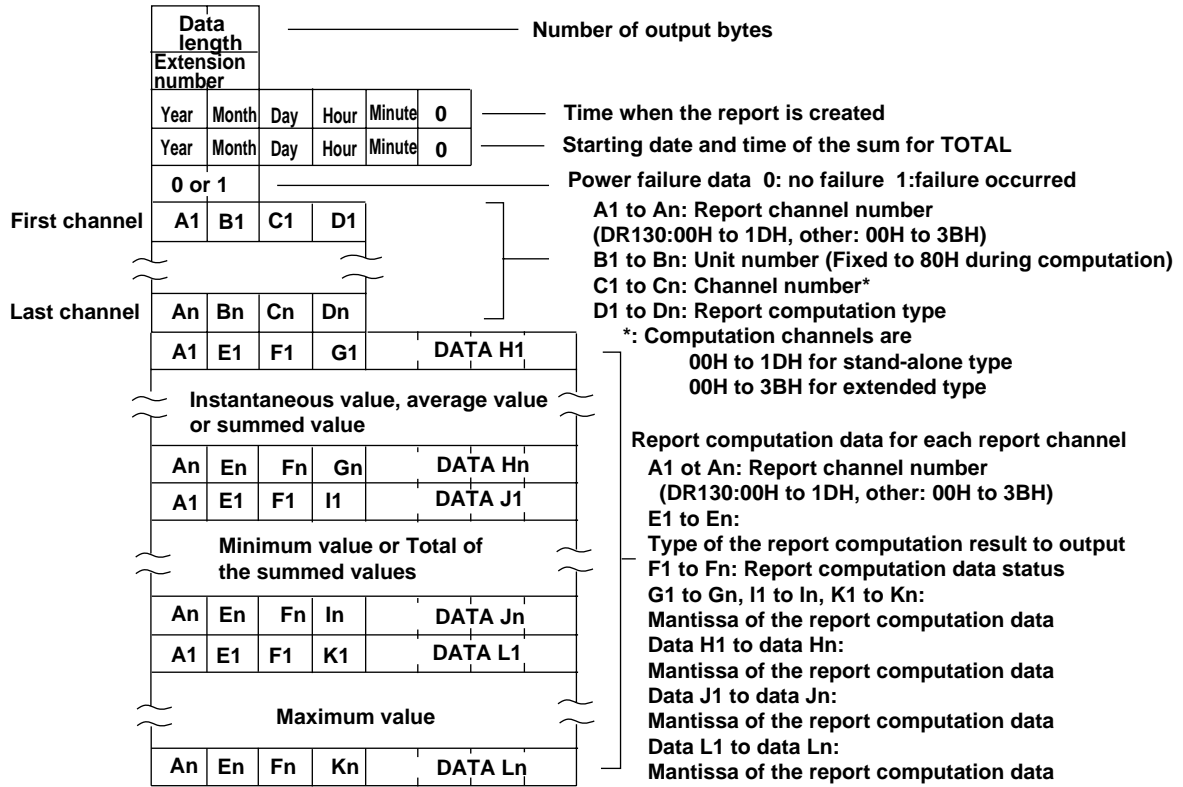 Data length
Number of output bytes
Extension number
Year Month Day Hour Minute 0
Time when the report is created
Year Month Day Hour Minute 0
Starting date and time of the sum for TOTAL
0 or 1
Power failure data 0: no failure 1:failure occurred
First channel A1 B1 C1 D1
A1 to An: Report channel number
(DR130:00H to 1DH, other: 00H to 3BH)
B1 to Bn: Unit number (Fixed to 80H during computation)
C1 to Cn: Channel number*
Last channel An Bn Cn Dn
D1 to Dn: Report computation type
*: Computation channels are
00H to 1DH for stand-alone type
00H to 3BH for extended type
A1 E1 F1 G1 DATA H1
Instantaneous value, average value
or summed value
An En Fn Gn DATA Hn
A1 E1 F1 I1 DATA J1
Minimum value or Total of
the summed values
An En Fn In DATA Jn
A1 E1 F1 K1 DATA L1
Maximum value
An En Fn Kn DATA Ln
Report computation data for each report channel
A1 ot An: Report channel number
(DR130:00H to 1DH, other: 00H to 3BH)
E1 to En:
Type of the report computation result to output
F1 to Fn: Report computation data status
G1 to Gn, I1 to In, K1 to Kn:
Mantissa of the report computation data
Data H1 to data Hn:
Mantissa of the report computation data
Data J1 to data Jn:
Mantissa of the report computation data
Data L1 to data Ln:
Mantissa of the report computation data